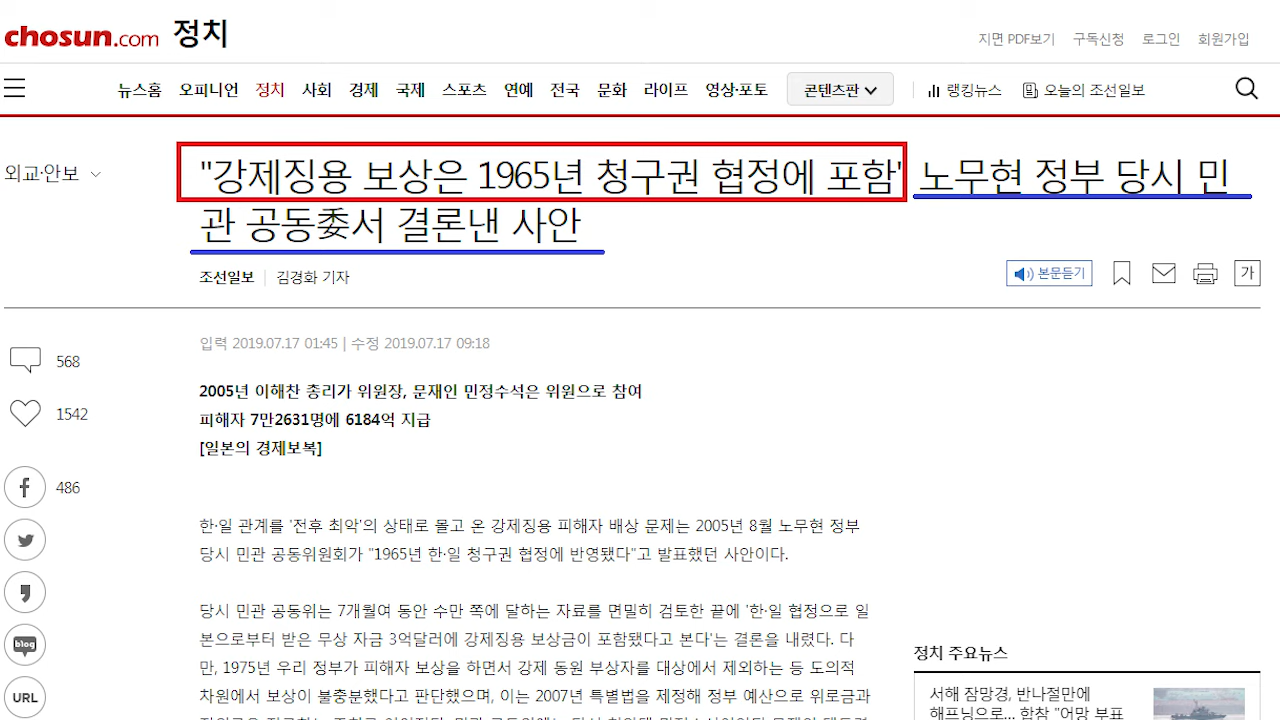 chosun.com 정치
지면 PDF보기 구독신청 로그인 회원가입
뉴스홈 오피니언 정치 사회 경제 국제 스포츠 연예 전국 문화 라이프 영상·포토 콘텐츠판 랭킹뉴스 오늘의 조선일보
외교·안보
"강제징용 보상은 1965년 청구권 협정에 포함" 노무현 정부 당시 민
관 공동委서 결론낸 사안
조선일보 김경화 기자
본문듣기 가
입력 2019.07.17 01:45 | 수정 2019.07.17 09:18
568
1542
486
blog
URL
2005년 이해찬 총리가 위원장, 문재인 민정수석은 위원으로 참여
피해자 7만2631명에 6184억 지급
[일본의 경제보복]
한·일 관계를 '전후 최악'의 상태로 몰고 온 강제징용 피해자 배상 문제는 2005년 8월 노무현 정부
당시 민관 공동위원회가 "1965년 한·일 청구권 협정에 반영됐다"고 발표했던 사안이다.
당시 민관 공동위는 7개월여 동안 수만 쪽에 달하는 자료를 면밀히 검토한 끝에 '한·일 협정으로 일
본으로부터 받은 무상 자금 3억달러에 강제징용 보상금이 포함됐다고 본다'는 결론을 내렸다. 다
만, 1975년 우리 정부가 피해자 보상을 하면서 강제 동원 부상자를 대상에서 제외하는 등 도의적
차원에서 보상이 불충분했다고 판단했으며, 이는 2007년 특별법을 제정해 정부 예산으로 위로금과
정치 주요뉴스
서해 잠망경, 반나절만에
해프닝으로... 합참 "어망 부표